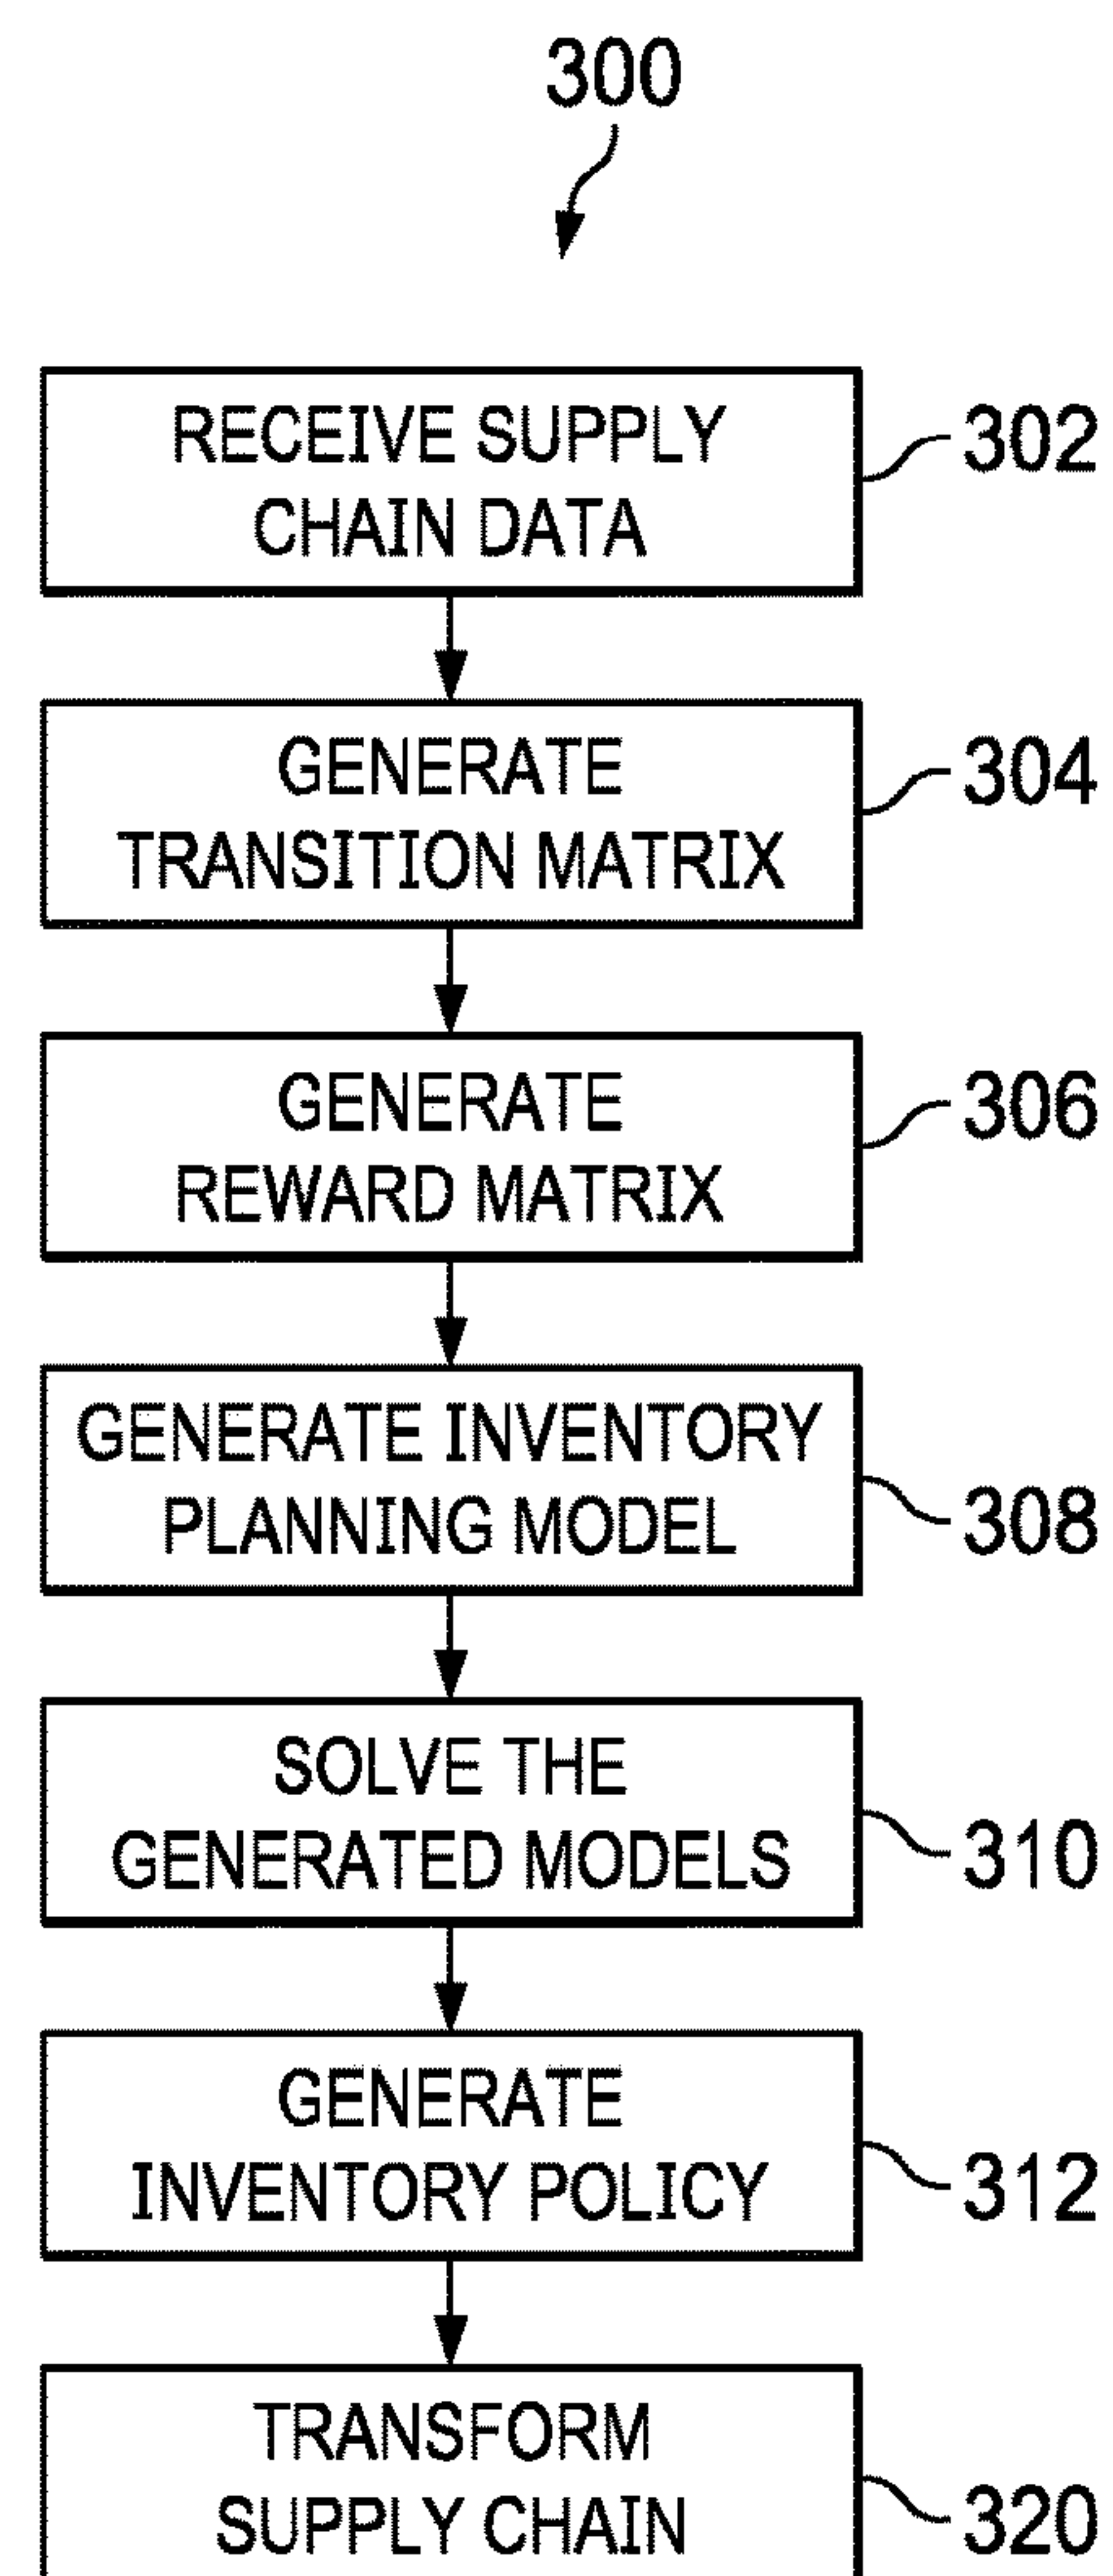 300
RECEIVE SUPPLY
CHAIN DATA
302
GENERATE
TRANSITION MATRIX
304
GENERATE
REWARD MATRIX
306
GENERATE INVENTORY
PLANNING MODEL
308
SOLVE THE
GENERATED MODELS
310
GENERATE
INVENTORY POLICY
312
TRANSFORM
SUPPLY CHAIN
320